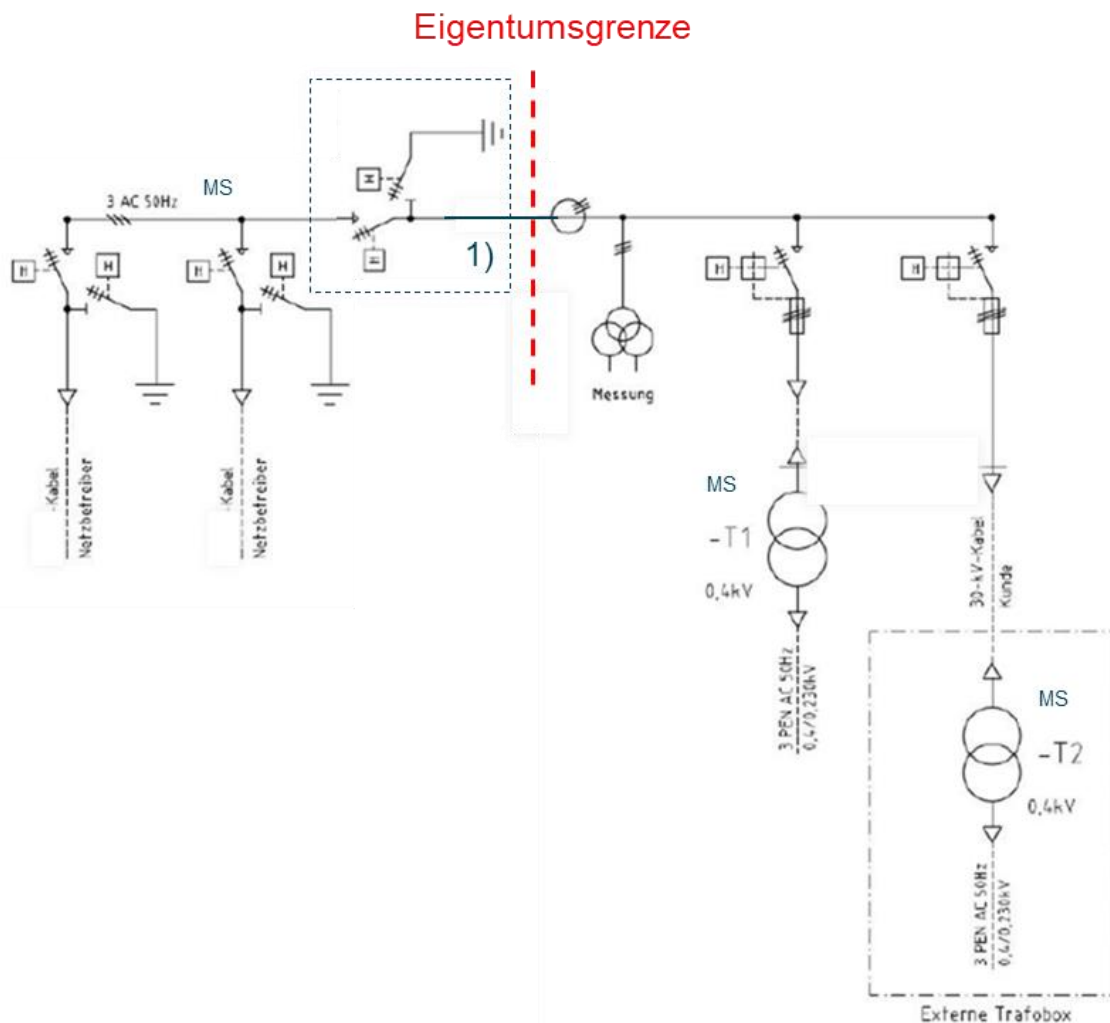 Eigentumsgrenze
3 AC 50Hz
MS
H
H
H
H
H
H
1)
H
H
Messung
-Kabel
Netzbetreiber
-Kabel
Netzbetreiber
MS
-T1
0,4kV
3 PEN AC 50Hz
0,4/0,230kV
30-kV-Kabel
Kunde
MS
-T2
0,4kV
3 PEN AC 50Hz
0,4/0,230kV
Externe Trafobox